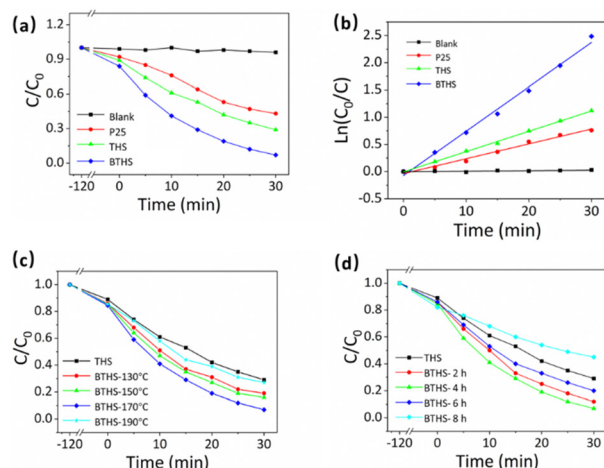 (a)
C/C0
1.2
0.9
0.6
0.3
0.0
Blank
P25
THS
BTHS
-120 0 10 20 30
Time (min)
(b)
Ln(C0/C)
2.5
2.0
1.5
1.0
0.5
0.0
Blank
P25
THS
BTHS
0 10 20 30
Time (min)
(c)
C/C0
1.0
0.8
0.6
0.4
0.2
0.0
THS
BTHS-130°C
BTHS-150°C
BTHS-170°C
BTHS-190°C
-120 0 10 20 30
Time (min)
(d)
C/C0
1.0
0.8
0.6
0.4
0.2
0.0
THS
BTHS- 2 h
BTHS- 4 h
BTHS- 6 h
BTHS- 8 h
-120 0 10 20 30
Time (min)